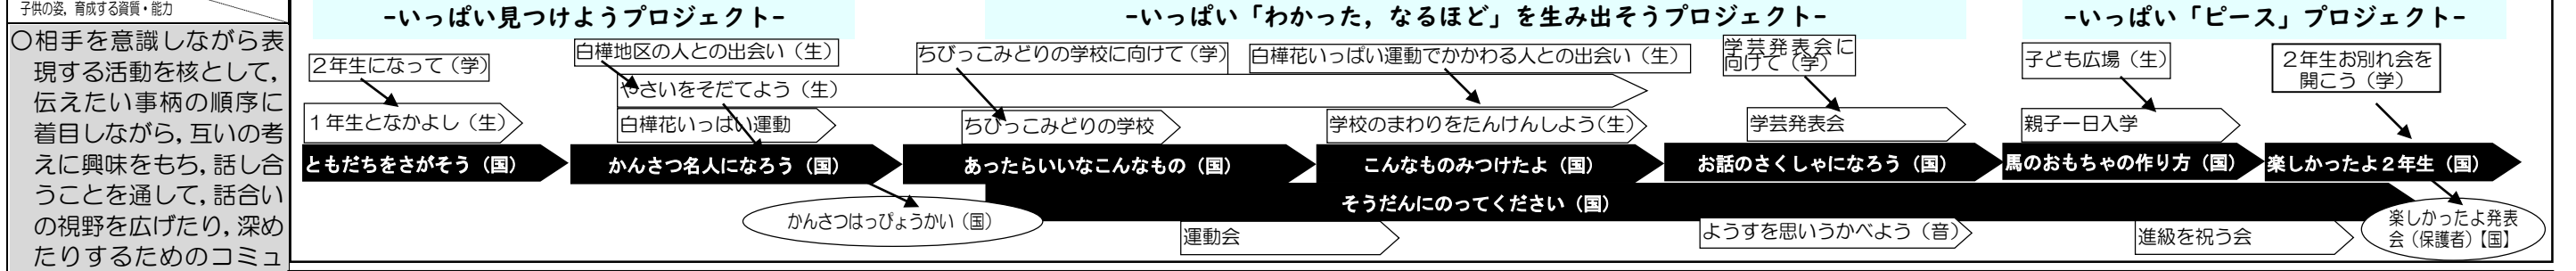 子供の姿，育成する資質・能力
○相手を意識しながら表
現する活動を核として，
伝えたい事柄の順序に
着目しながら，互いの考
えに興味をもち，話し合
うことを通して，話合い
の視野を広げたり，深め
たりするためのコミュ
-いっぱい見つけようプロジェクト-
-いっぱい「わかった，なるほど」を生み出そうプロジェクト-
-いっぱい「ピース」プロジェクト-
２年生になって（学）
白樺地区の人との出会い（生）
ちびっこみどりの学校に向けて（学）
白樺花いっぱい運動でかかわる人との出会い（生）
学芸発表会に
向けて（学）
子ども広場（生）
２年生お別れ会を
開こう（学）
やさいをそだてよう（生）
１年生となかよし（生）
白樺花いっぱい運動
ちびっこみどりの学校
学校のまわりをたんけんしよう（生）
学芸発表会
親子一日入学
ともだちをさがそう（国）
かんさつ名人になろう（国）
あったらいいなこんなもの（国）
こんなものみつけたよ（国）
お話のさくしゃになろう（国）
馬のおもちゃの作り方（国）
楽しかったよ２年生（国）
そうだんにのってください（国）
かんさつはっぴょうかい（国）
運動会
ようすを思いうかべよう（音）
進級を祝う会
楽しかったよ発表
会（保護者）【国】